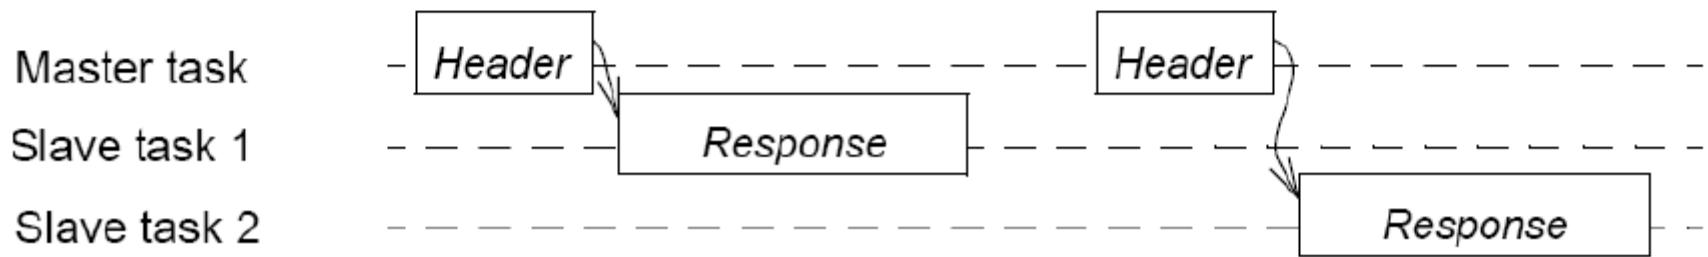 Master task Header Header
Slave task 1 Response
Slave task 2 Response